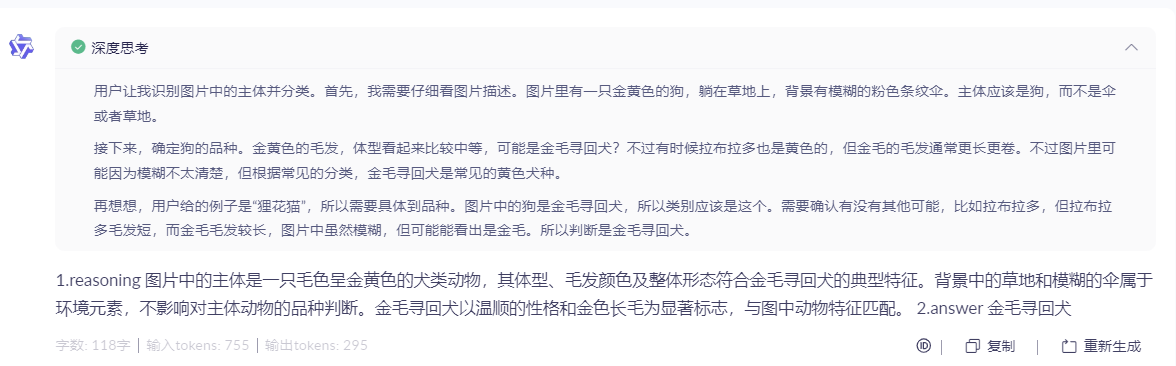 深度思考
用户让我识别图片中的主体并分类。首先，我需要仔细看图片描述。图片里有一只金黄色的狗，躺在草地上，背景有模糊的粉色条纹伞。主体应该是狗，而不是伞
或者草地。
接下来，确定狗的品种。金黄色的毛发，体型看起来比较中等，可能是金毛寻回犬？不过有时候拉布拉多也是黄色的，但金毛的毛发通常更长更卷。不过图片里可
能因为模糊不太清楚，但根据常见的分类，金毛寻回犬是常见的黄色犬种。
再想想，用户给的例子是“狸花猫”，所以需要具体到品种。图片中的狗是金毛寻回犬，所以类别应该是这个。需要确认有没有其他可能，比如拉布拉多，但拉布拉
多毛发短，而金毛毛发较长，图片中虽然模糊，但可能能看出是金毛。所以判断是金毛寻回犬。
1.reasoning 图片中的主体是一只毛色呈金黄色的犬类动物，其体型、毛发颜色及整体形态符合金毛寻回犬的典型特征。背景中的草地和模糊的伞属于
环境元素，不影响对主体动物的品种判断。金毛寻回犬以温顺的性格和金色长毛为显著标志，与图中动物特征匹配。 2.answer 金毛寻回犬
字数: 118字 | 输入tokens: 755 | 输出tokens: 295 ID | 复制 | 重新生成